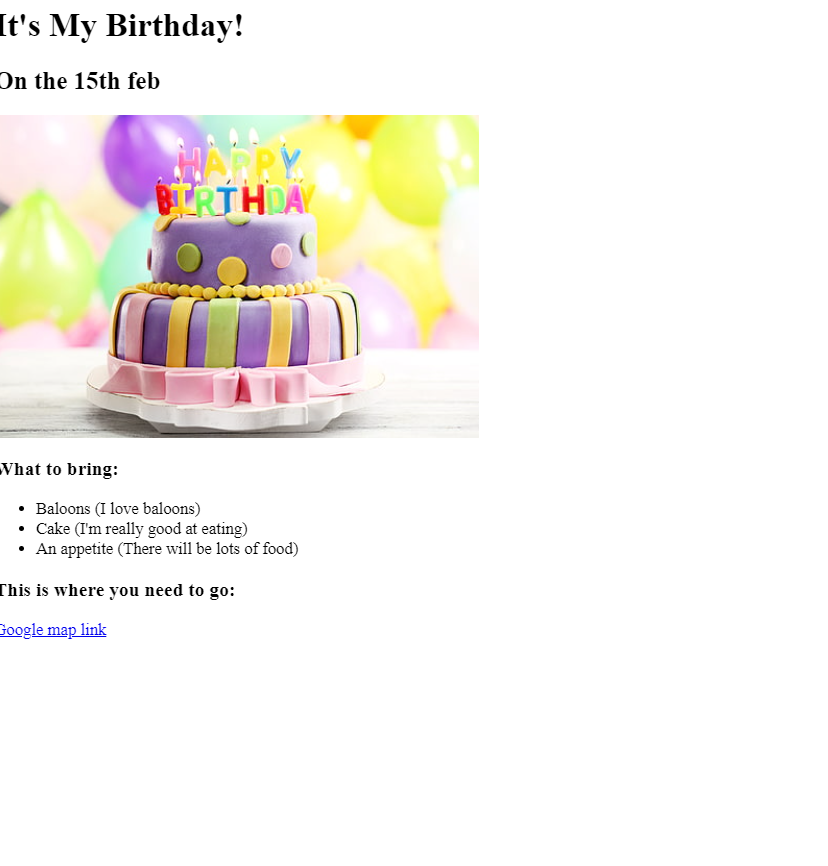 It's My Birthday!
On the 15th feb
HAPPY
BIRTHDAY
What to bring:
Baloons (I love baloons)
Cake (I'm really good at eating)
An appetite (There will be lots of food)
This is where you need to go:
Google map link